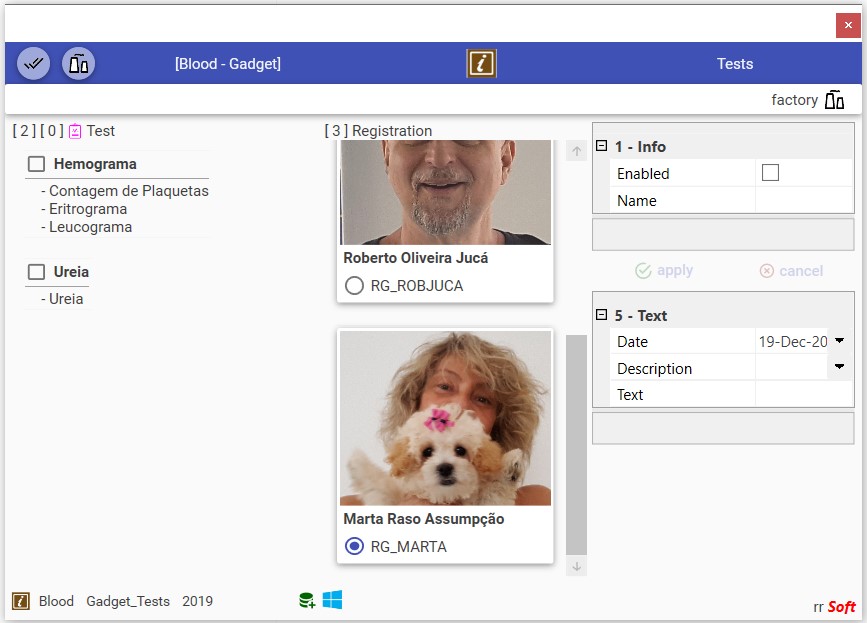 [Blood - Gadget]
Tests
factory
[ 2 ] [ 0 ] Test
Hemograma
- Contagem de Plaquetas
- Eritrograma
- Leucograma
Ureia
- Ureia
[ 3 ] Registration
Roberto Oliveira Jucá
RG_ROBJUCA
Marta Raso Assumpção
RG_MARTA
1 - Info
Enabled
Name
apply cancel
5 - Text
Date 19-Dec-20
Description
Text
Blood Gadget_Tests 2019
rr Soft